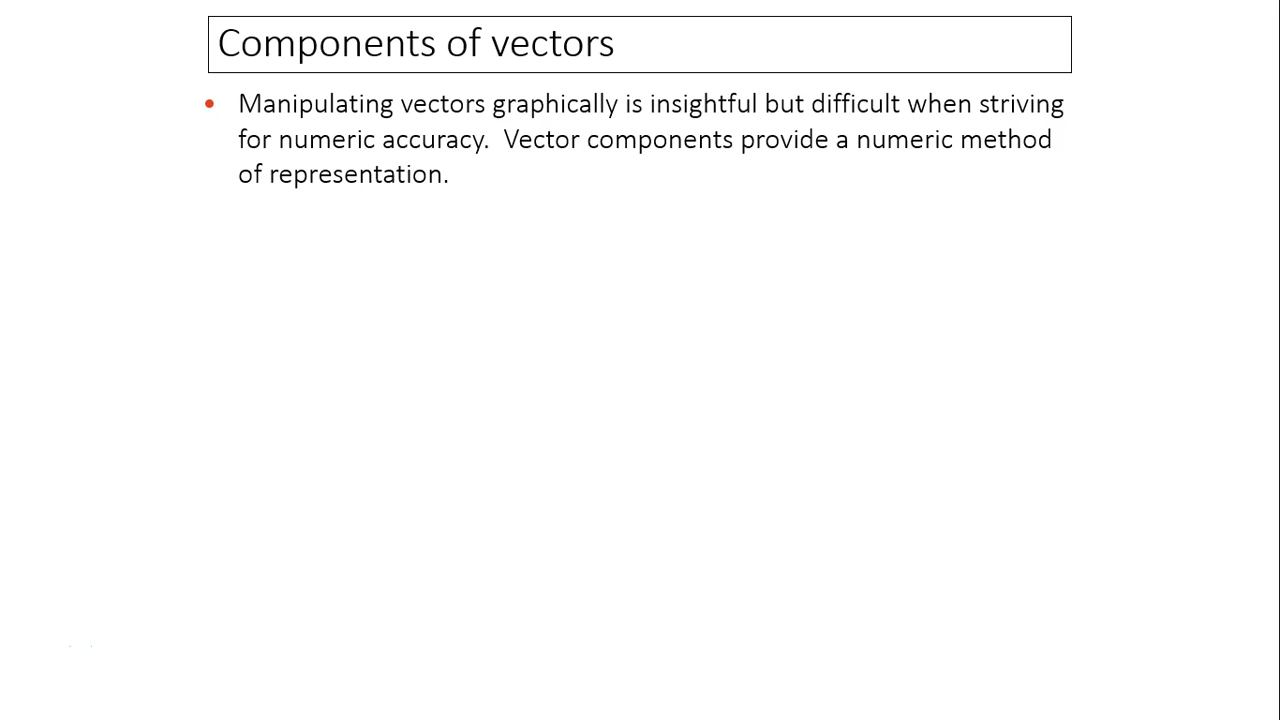 Components of vectors
• Manipulating vectors graphically is insightful but difficult when striving
for numeric accuracy.  Vector components provide a numeric method
of representation.